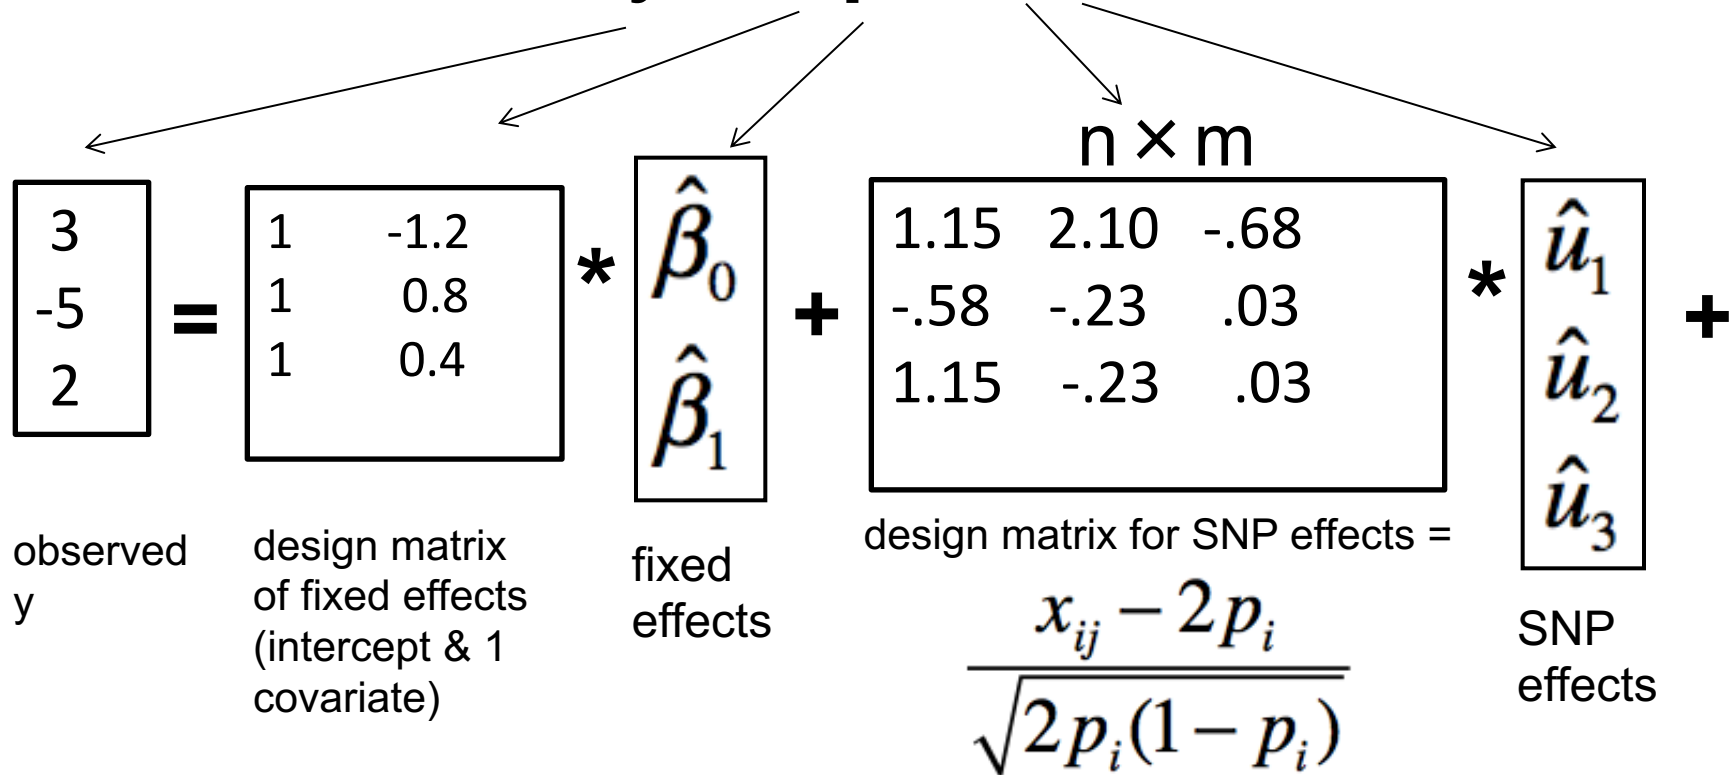 n × m
3
-5
2
=
1 -1.2
1 0.8
1 0.4
*
β̂₀
β̂₁
+
1.15 2.10 -.68
-.58 -.23 .03
1.15 -.23 .03
*
û₁
û₂
û₃
+
observed
y
design matrix
of fixed effects
(intercept & 1
covariate)
fixed
effects
design matrix for SNP effects =
xᵢⱼ − 2pᵢ
√2pᵢ(1 − pᵢ)
SNP
effects